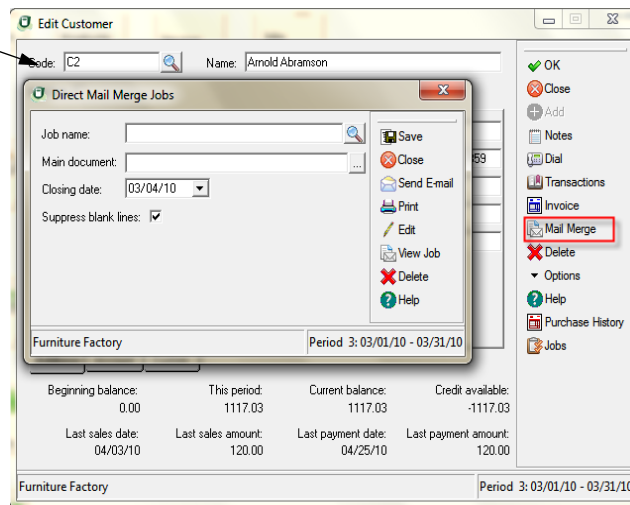 Edit Customer
Code: C2 Name: Arnold Abramson
OK
Close
Add
Notes
Dial
Transactions
Invoice
Mail Merge
Delete
Options
Help
Purchase History
Jobs
Direct Mail Merge Jobs
Job name:
Main document: ...
Closing date: 03/04/10
Suppress blank lines:
Save
Close
Send E-mail
Print
Edit
View Job
Delete
Help
Furniture Factory Period 3: 03/01/10 - 03/31/10
59
Beginning balance: This period: Current balance: Credit available:
0.00 1117.03 1117.03 -1117.03
Last sales date: Last sales amount: Last payment date: Last payment amount:
04/03/10 120.00 04/25/10 120.00
Furniture Factory Period 3: 03/01/10 - 03/31/10